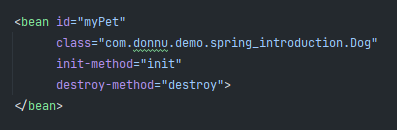 <bean id="myPet"
class="com.donnu.demo.spring_introduction.Dog"
init-method="init"
destroy-method="destroy">
</bean>